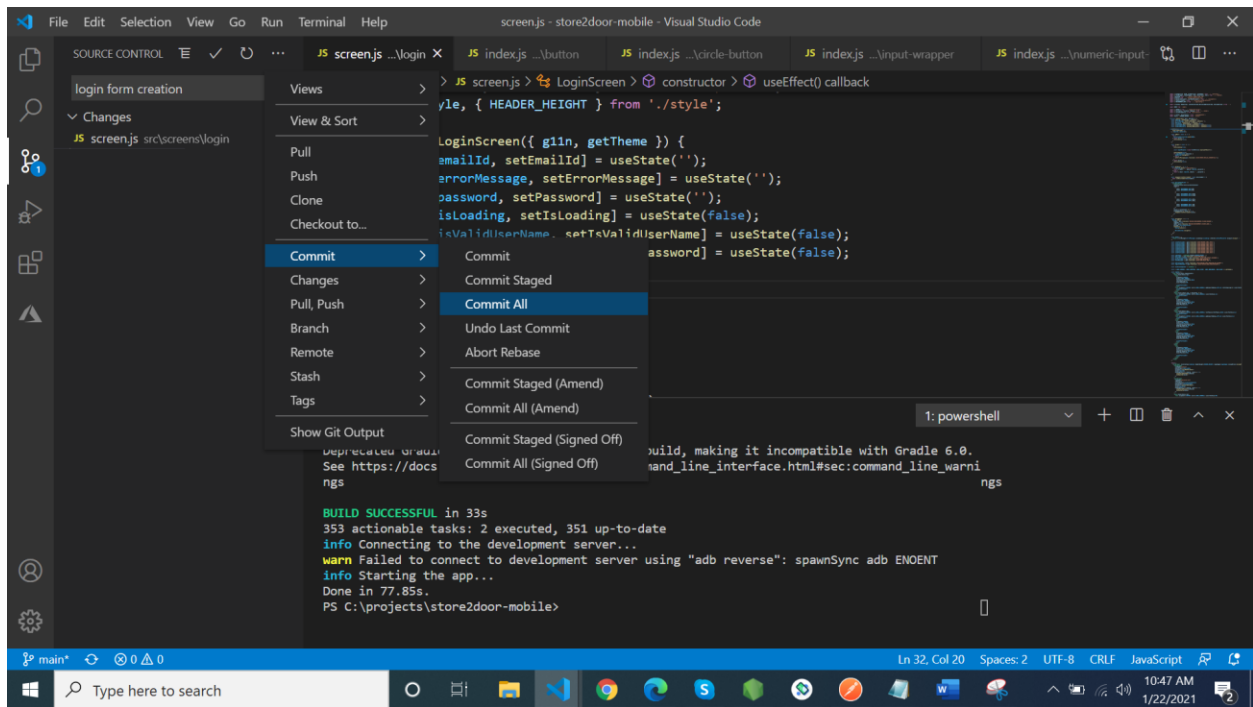 File Edit Selection View Go Run Terminal Help
screen.js - store2door-mobile - Visual Studio Code
SOURCE CONTROL
JS screen.js ...\login
JS index.js ...\button
JS index.js ...\circle-button
JS index.js ...\input-wrapper
JS index.js ...\numeric-input-
login form creation
Changes
JS screen.js src\screens\login
1
Views
View & Sort
Pull
Push
Clone
Checkout to...
Commit
Changes
Pull, Push
Branch
Remote
Stash
Tags
Show Git Output
Commit
Commit Staged
Commit All
Undo Last Commit
Abort Rebase
Commit Staged (Amend)
Commit All (Amend)
Commit Staged (Signed Off)
Commit All (Signed Off)
> JS screen.js > LoginScreen > constructor > useEffect() callback
yle, { HEADER_HEIGHT } from './style';
LoginScreen({ g11n, getTheme }) {
emailId, setEmailId] = useState('');
errorMessage, setErrorMessage] = useState('');
password, setPassword] = useState('');
isLoading, setIsLoading] = useState(false);
isValidUserName, setIsValidUserName] = useState(false);
assword] = useState(false);
1: powershell
Deprecated Gradl
build, making it incompatible with Gradle 6.0.
See https://docs
mand_line_interface.html#sec:command_line_warni
ngs
ngs
BUILD SUCCESSFUL in 33s
353 actionable tasks: 2 executed, 351 up-to-date
info Connecting to the development server...
warn Failed to connect to development server using "adb reverse": spawnSync adb ENOENT
info Starting the app...
Done in 77.85s.
PS C:\projects\store2door-mobile>
main* 0 0
Ln 32, Col 20 Spaces: 2 UTF-8 CRLF JavaScript
Type here to search
10:47 AM
1/22/2021
2